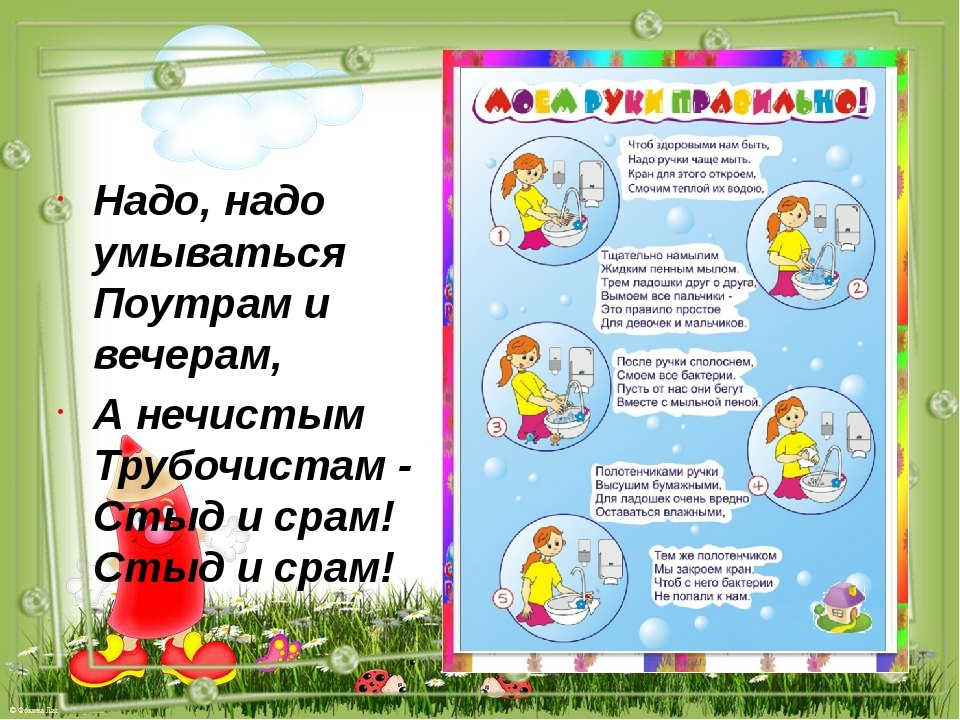 Надо, надо
умываться
Поутрам и
вечерам,
А нечистым
Трубочистам -
Стыд и срам!
Стыд и срам!
МОЕМ РУКИ ПРАВИЛЬНО!
Чтоб здоровыми нам быть,
Надо ручки чаще мыть.
Кран для этого откроем,
Смочим теплой их водою,
1
Тщательно намылим
Жидким пенным мылом.
Трем ладошки друг о друга,
Вымоем все пальчики -
Это правило простое
Для девочек и мальчиков.
2
После ручки сполоснем,
Смоем все бактерии.
Пусть от нас они бегут
Вместе с мыльной пеной.
3
Полотенчиками ручки
Высушим бумажными,
Для ладошек очень вредно
Оставаться влажными,
4
Тем же полотенчиком
Мы закроем кран,
Чтоб с него бактерии
Не попали к нам.
5